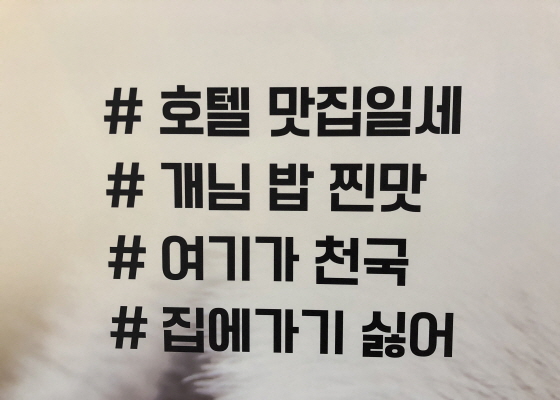 # 호텔 맛집일세
# 개님 밥 찐맛
# 여기가 천국
# 집에가기 싫어